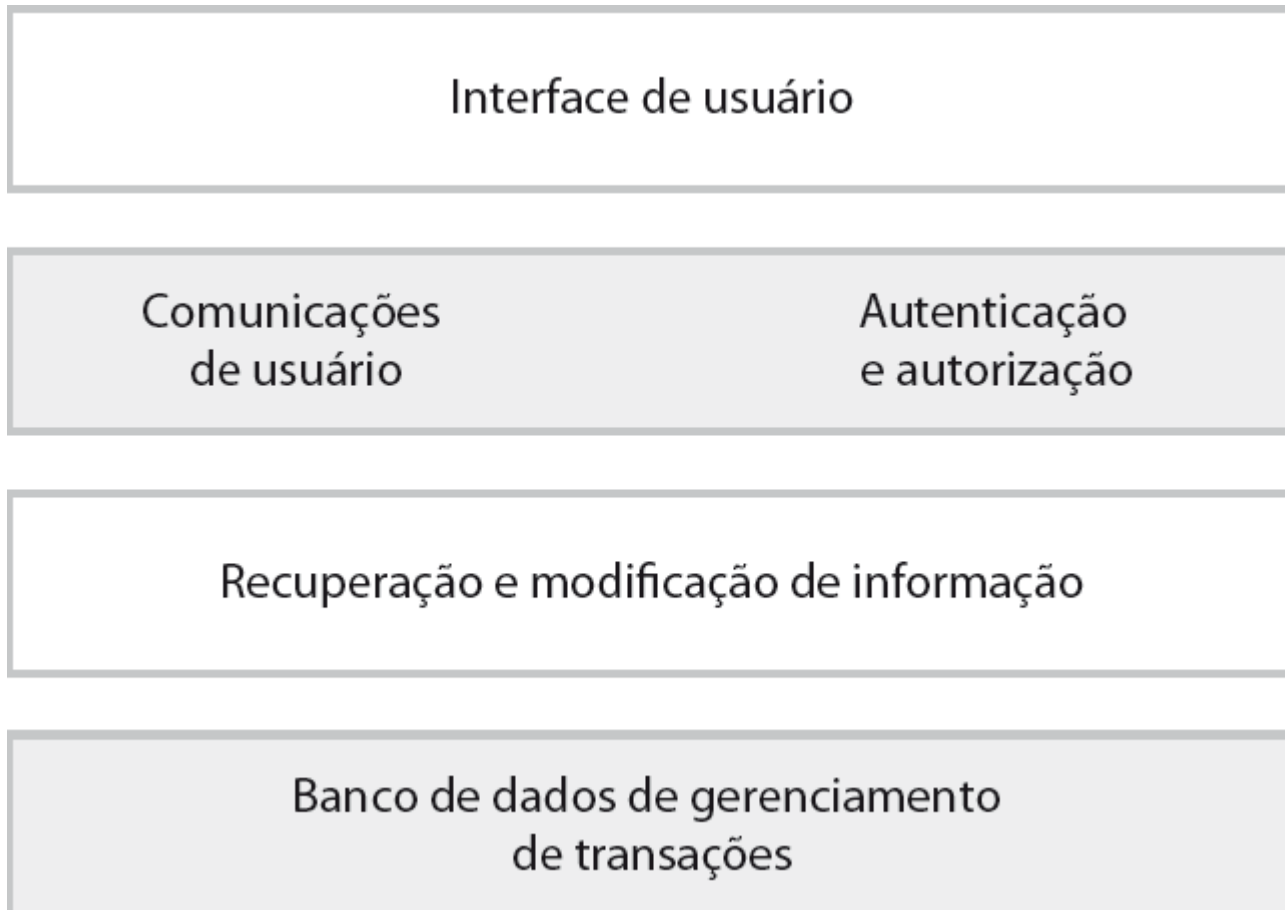 Interface de usuário
Comunicações
de usuário
Autenticação
e autorização
Recuperação e modificação de informação
Banco de dados de gerenciamento
de transações